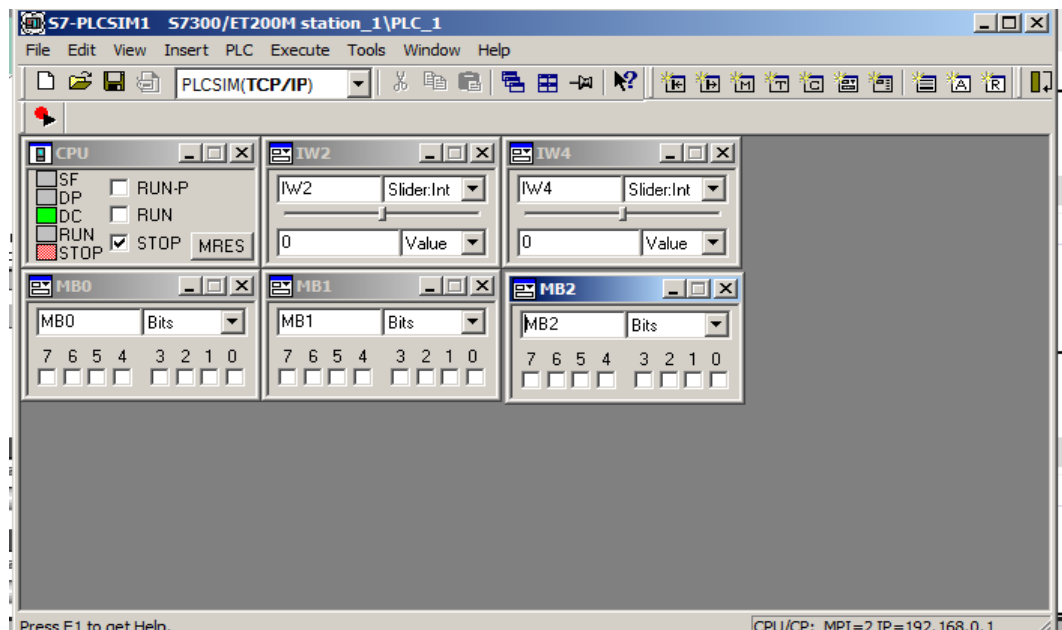 S7-PLCSIM1 S7300/ET200M station_1\PLC_1
File Edit View Insert PLC Execute Tools Window Help
PLCSIM(TCP/IP)
CPU
SF
DP
DC
RUN
STOP
RUN-P
RUN
STOP
MRES
IW2
IW2 Slider:Int
0 Value
IW4
IW4 Slider:Int
0 Value
MB0
MB0 Bits
7 6 5 4 3 2 1 0
MB1
MB1 Bits
7 6 5 4 3 2 1 0
MB2
MB2 Bits
7 6 5 4 3 2 1 0
Press F1 to get Help.
CPU/CP: MPI=2 IP=192.168.0.1